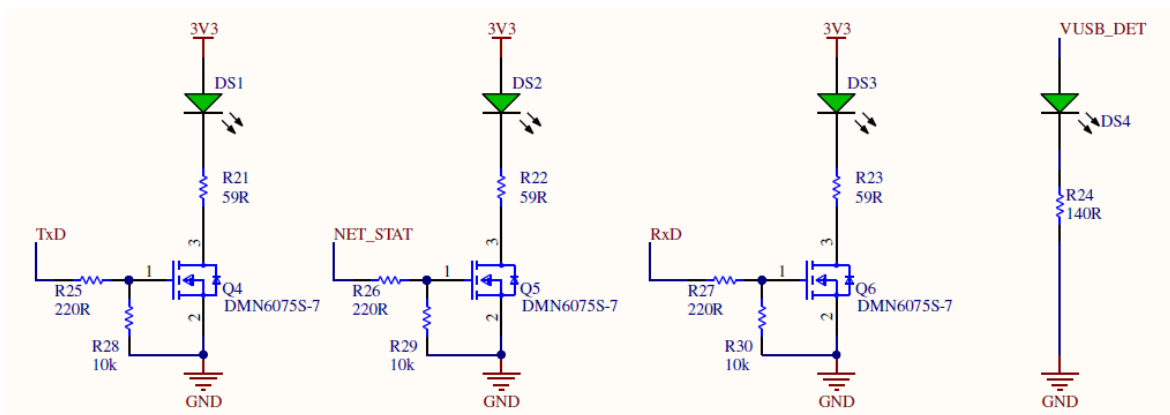 3V3
3V3
3V3
VUSB_DET
DS1
DS2
DS3
DS4
R21
59R
R22
59R
R23
59R
R24
140R
TxD
NET_STAT
RxD
3
3
3
1
1
1
R25
220R
Q4
DMN6075S-7
R26
220R
Q5
DMN6075S-7
R27
220R
Q6
DMN6075S-7
2
2
2
R28
10k
R29
10k
R30
10k
GND
GND
GND
GND